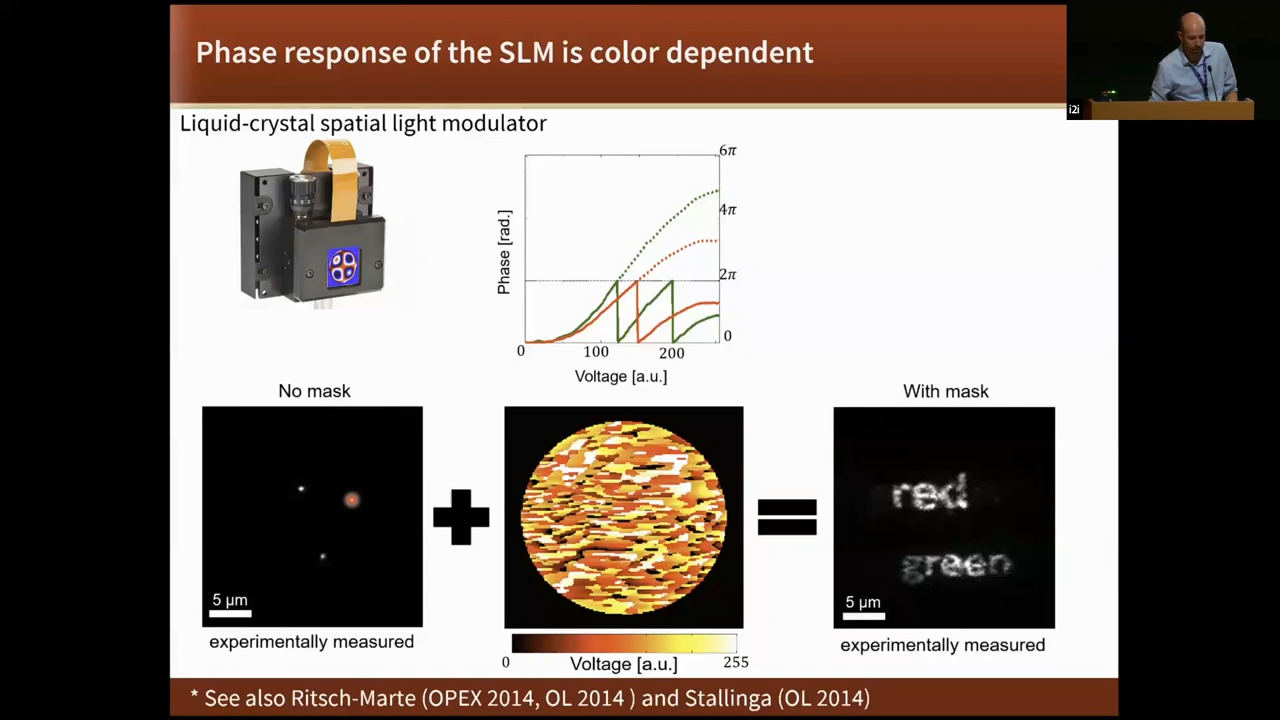 Phase response of the SLM is color dependent
i2i
Liquid-crystal spatial light modulator
6π
4π
2π
0
Phase [rad.]
0 100 200
Voltage [a.u.]
No mask
With mask
red
green
5 μm
5 μm
experimentally measured
experimentally measured
0 255
Voltage [a.u.]
* See also Ritsch-Marte (OPEX 2014, OL 2014 ) and Stallinga (OL 2014)